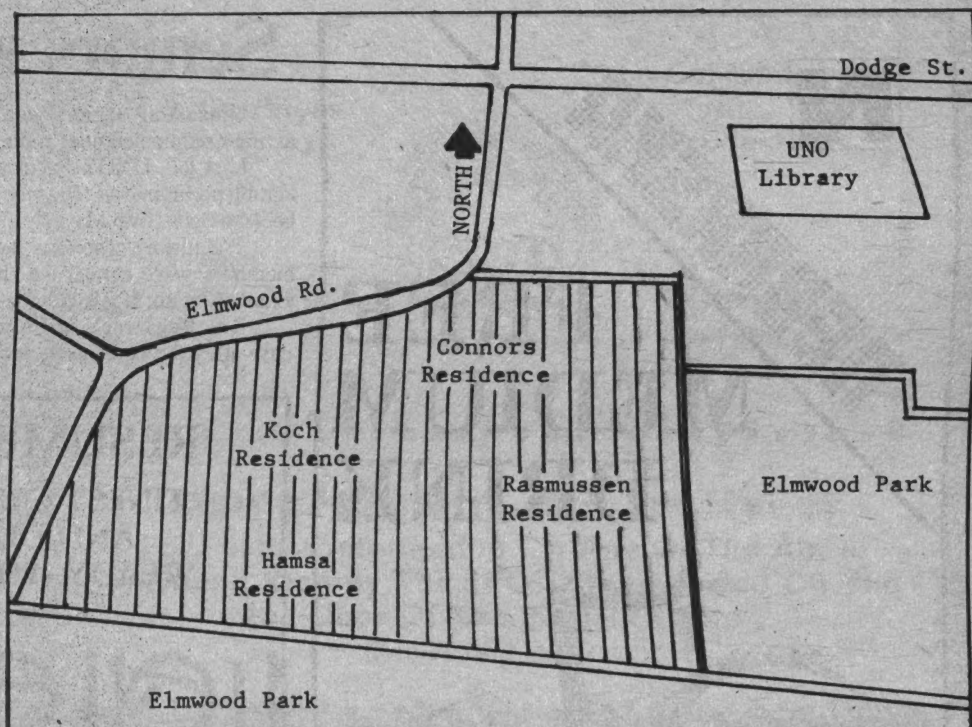 Dodge St.
UNO
Library
NORTH
Elmwood Rd.
Connors
Residence
Koch
Residence
Rasmussen
Residence
Elmwood Park
Hamsa
Residence
Elmwood Park